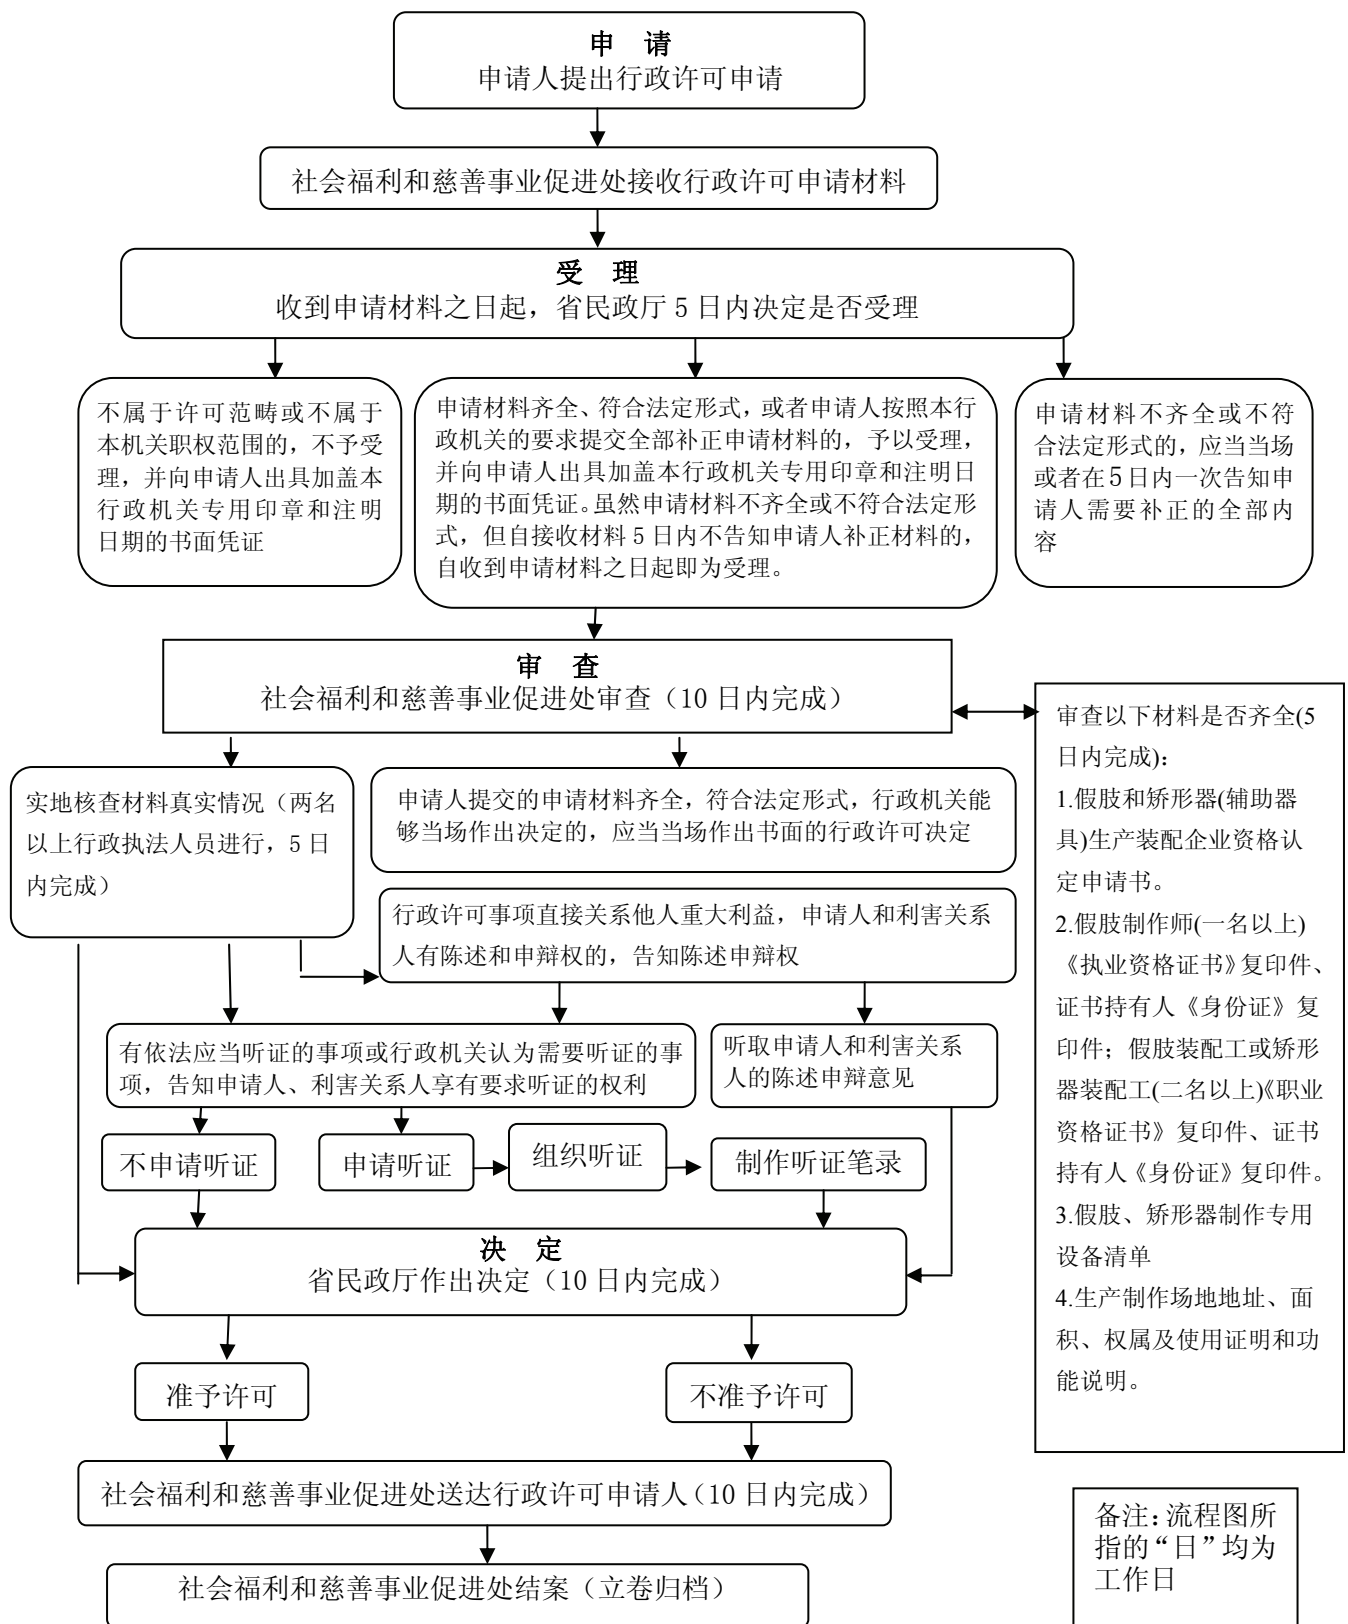 申 请
申请人提出行政许可申请
社会福利和慈善事业促进处接收行政许可申请材料
受 理
收到申请材料之日起，省民政厅 5 日内决定是否受理
不属于许可范畴或不属于
本机关职权范围的，不予受
理，并向申请人出具加盖本
行政机关专用印章和注明
日期的书面凭证
申请材料齐全、符合法定形式，或者申请人按照本行
政机关的要求提交全部补正申请材料的，予以受理，
并向申请人出具加盖本行政机关专用印章和注明日
期的书面凭证。虽然申请材料不齐全或不符合法定形
式，但自接收材料 5 日内不告知申请人补正材料的，
自收到申请材料之日起即为受理。
申请材料不齐全或不符
合法定形式的，应当当场
或者在5日内一次告知申
请人需要补正的全部内
容
审 查
社会福利和慈善事业促进处审查（10 日内完成）
实地核查材料真实情况（两名
以上行政执法人员进行，5 日
内完成）
申请人提交的申请材料齐全，符合法定形式，行政机关能
够当场作出决定的，应当当场作出书面的行政许可决定
行政许可事项直接关系他人重大利益，申请人和利害关系
人有陈述和申辩权的，告知陈述申辩权
有依法应当听证的事项或行政机关认为需要听证的事
项，告知申请人、利害关系人享有要求听证的权利
听取申请人和利害关系
人的陈述申辩意见
不申请听证
申请听证
组织听证
制作听证笔录
决 定
省民政厅作出决定（10 日内完成）
准予许可
不准予许可
社会福利和慈善事业促进处送达行政许可申请人（10 日内完成）
社会福利和慈善事业促进处结案（立卷归档）
审查以下材料是否齐全(5
日内完成)：
1.假肢和矫形器(辅助器
具)生产装配企业资格认
定申请书。
2.假肢制作师(一名以上)
《执业资格证书》复印件、
证书持有人《身份证》复
印件；假肢装配工或矫形
器装配工(二名以上)《职业
资格证书》复印件、证书
持有人《身份证》复印件。
3.假肢、矫形器制作专用
设备清单
4.生产制作场地地址、面
积、权属及使用证明和功
能说明。
备注：流程图所
指的“日”均为
工作日